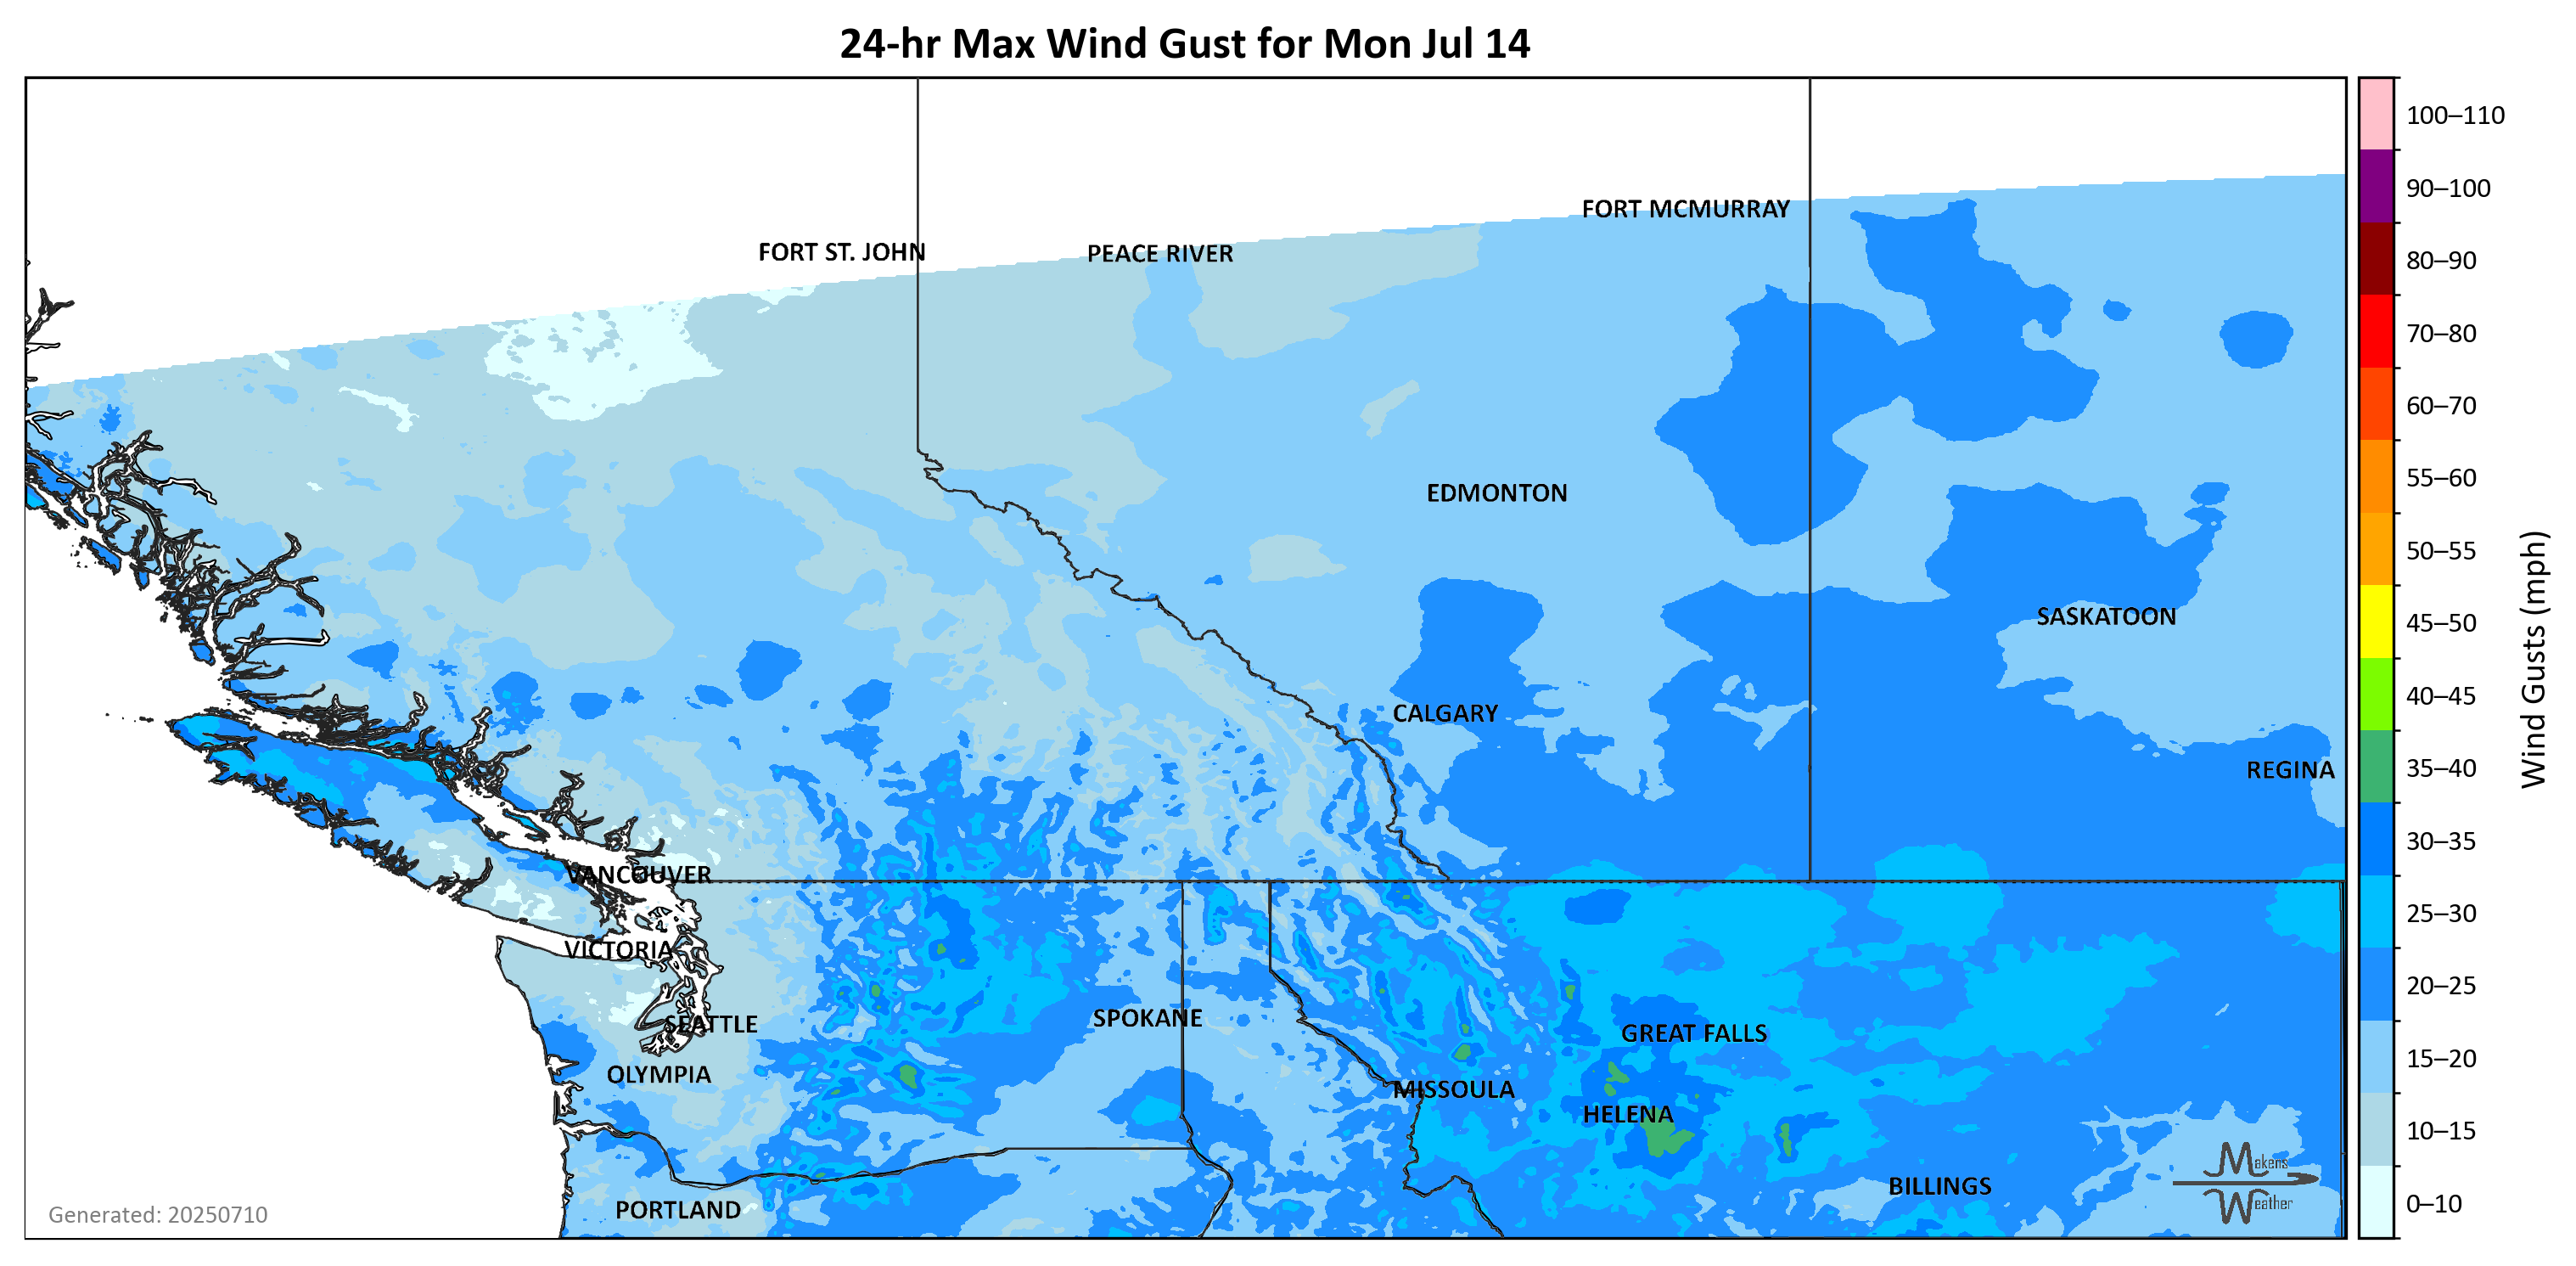 24-hr Max Wind Gust for Mon Jul 14
FORT MCMURRAY
FORT ST. JOHN
PEACE RIVER
EDMONTON
SASKATOON
CALGARY
REGINA
VANCOUVER
VICTORIA
SEATTLE
SPOKANE
GREAT FALLS
OLYMPIA
MISSOULA
HELENA
BILLINGS
PORTLAND
Makens
Weather
Generated: 20250710
100–110
90–100
80–90
70–80
60–70
55–60
50–55
45–50
40–45
35–40
30–35
25–30
20–25
15–20
10–15
0–10
Wind Gusts (mph)